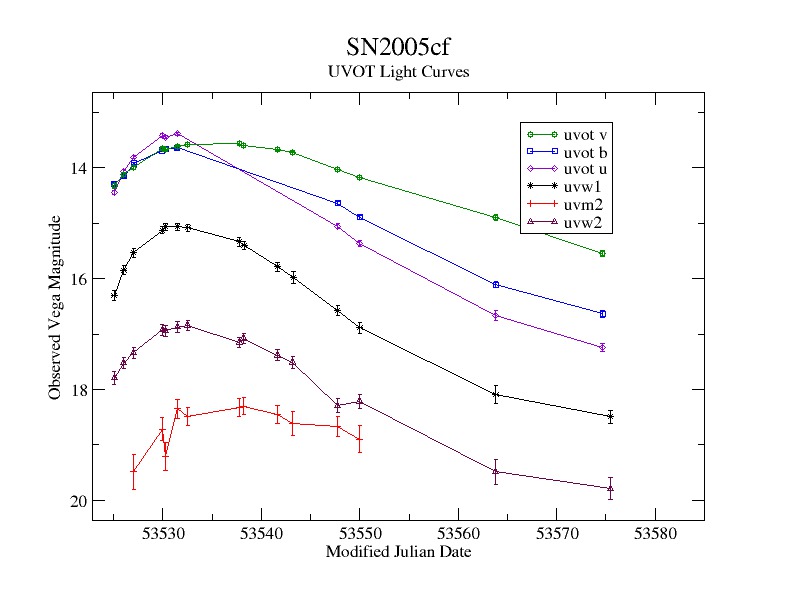 SN2005cf
UVOT Light Curves
uvot v
uvot b
uvot u
uvw1
uvm2
uvw2
14
16
18
20
Observed Vega Magnitude
53530 53540 53550 53560 53570 53580
Modified Julian Date